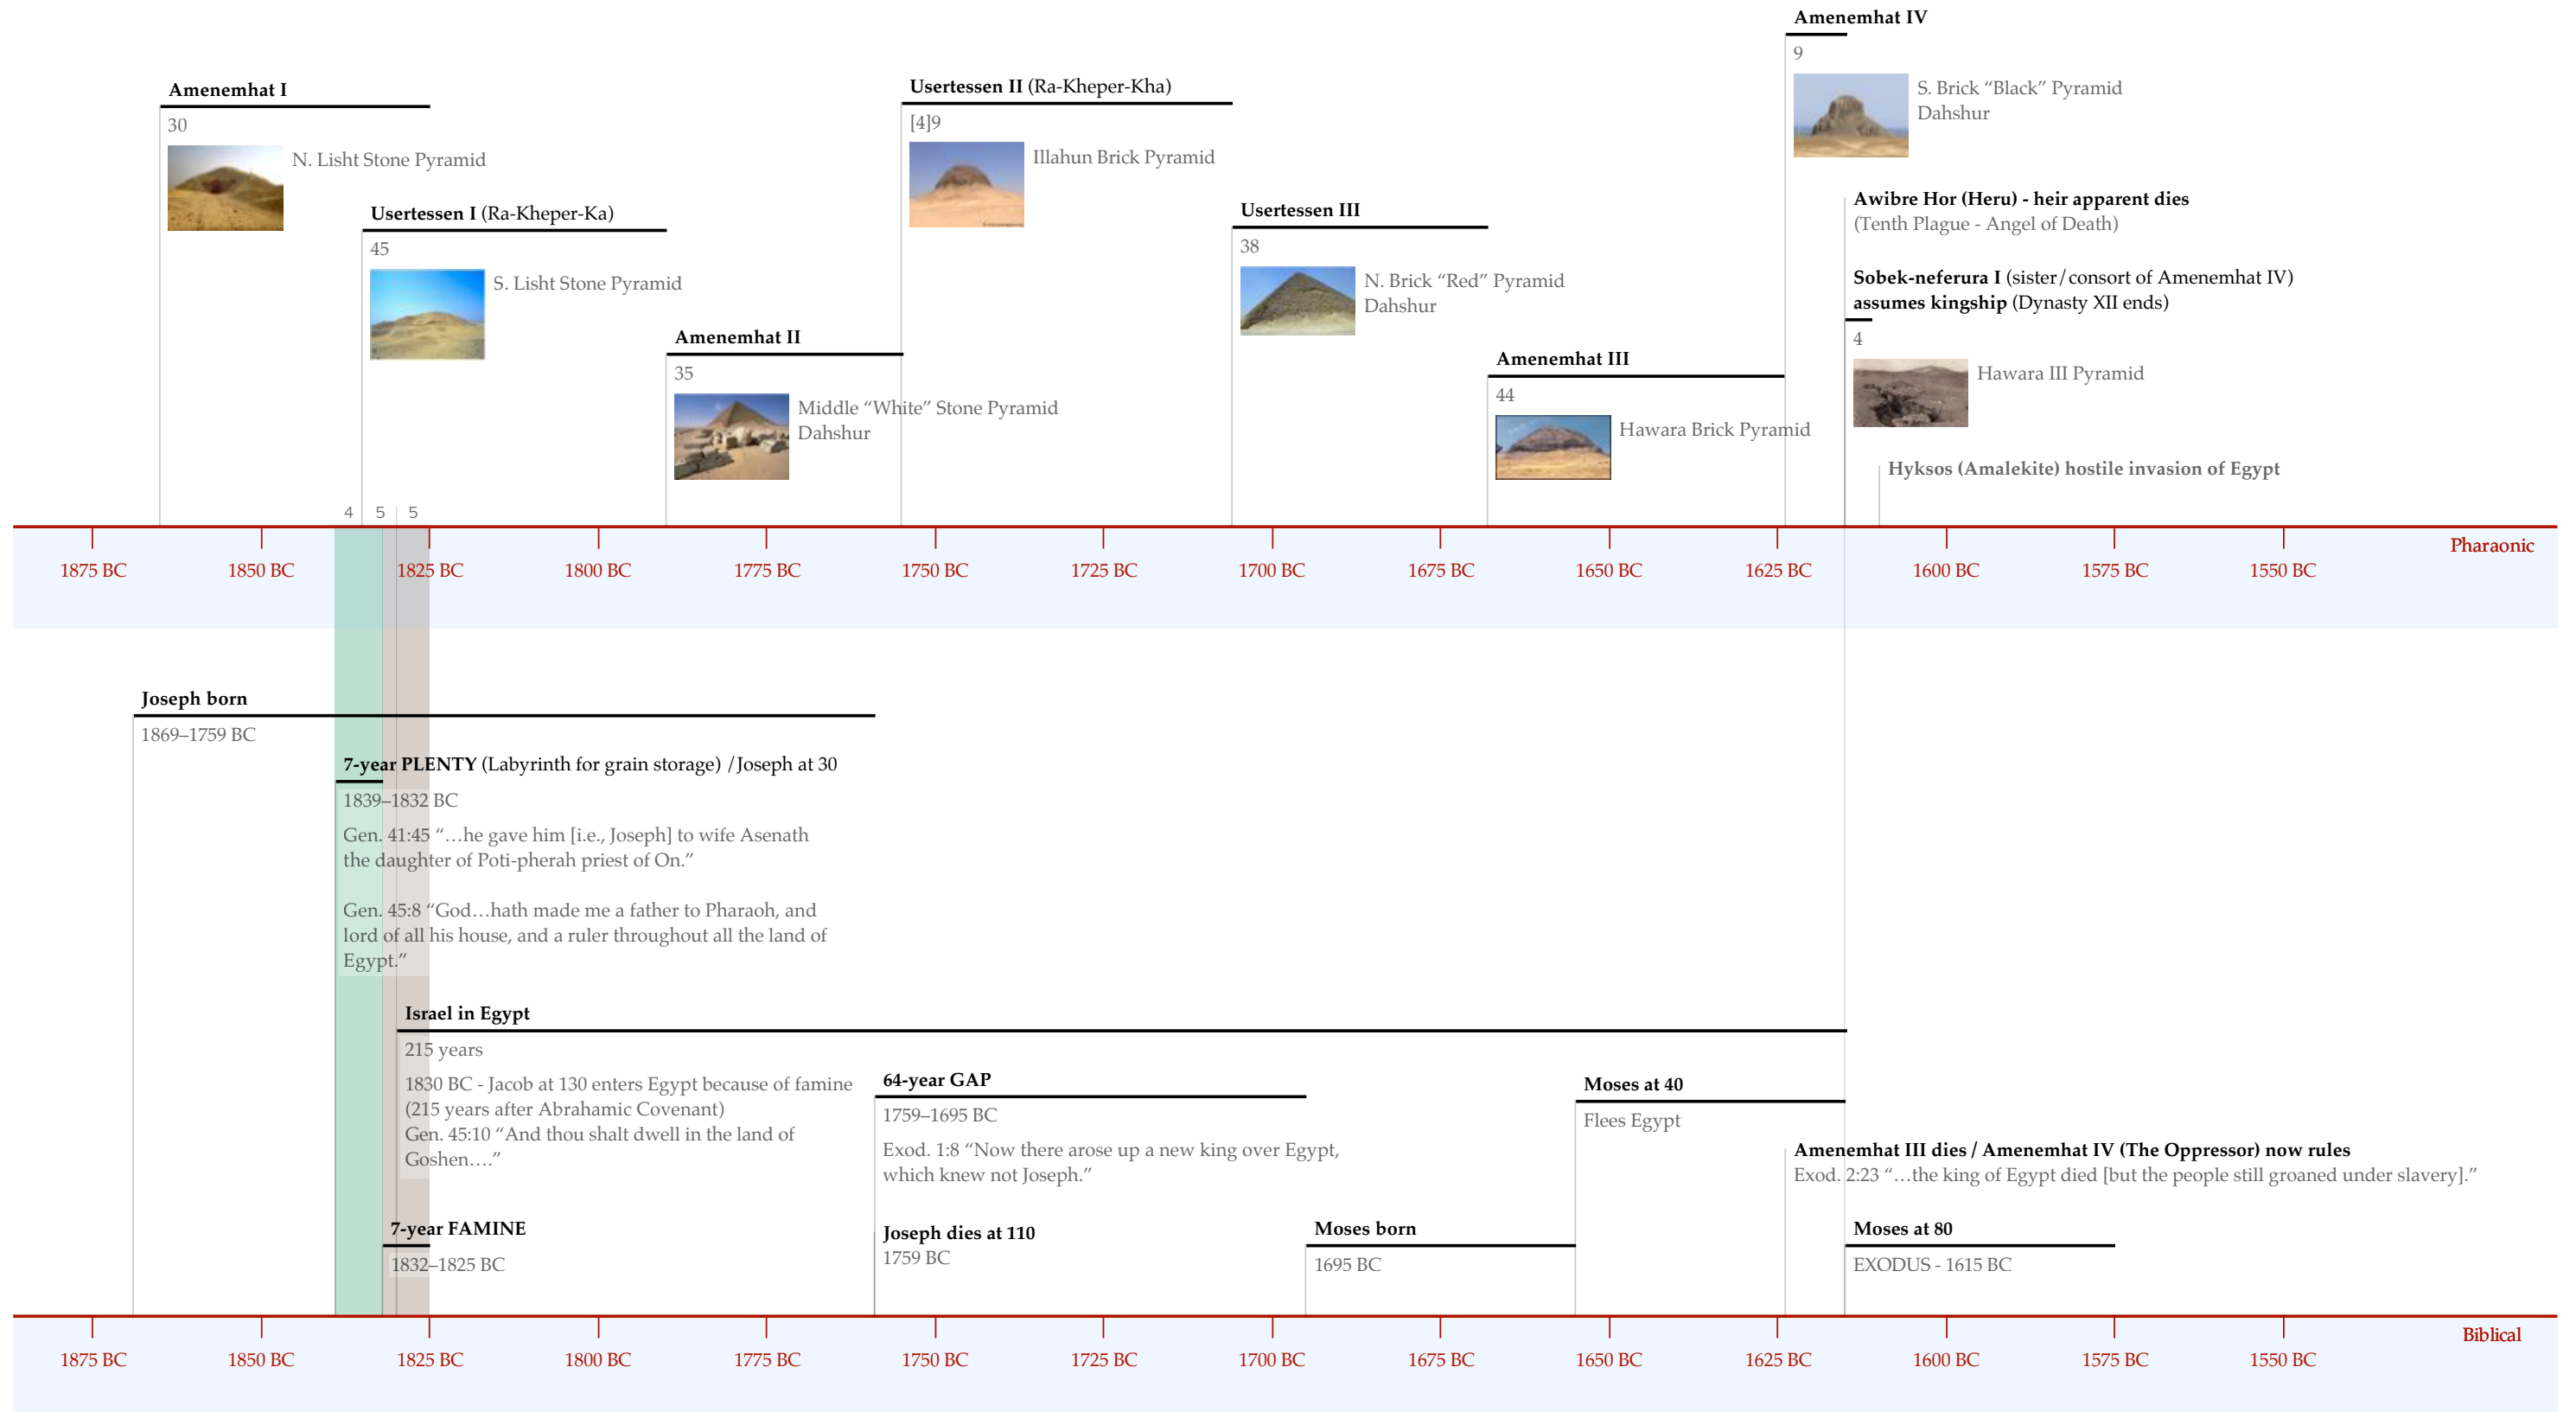 Amenemhat I
30
N. Lisht Stone Pyramid
Usertessen I (Ra-Kheper-Ka)
45
S. Lisht Stone Pyramid
Amenemhat II
35
Middle “White” Stone Pyramid
Dahshur
Usertessen II (Ra-Kheper-Kha)
[4]9
Illahun Brick Pyramid
Usertessen III
38
N. Brick “Red” Pyramid
Dahshur
Amenemhat III
44
Hawara Brick Pyramid
Amenemhat IV
9
S. Brick “Black” Pyramid
Dahshur
Awibre Hor (Heru) - heir apparent dies
(Tenth Plague - Angel of Death)
Sobek-neferura I (sister/consort of Amenemhat IV)
assumes kingship (Dynasty XII ends)
4
Hawara III Pyramid
Hyksos (Amalekite) hostile invasion of Egypt
4 5 5
Pharaonic
1875 BC 1850 BC 1825 BC 1800 BC 1775 BC 1750 BC 1725 BC 1700 BC 1675 BC 1650 BC 1625 BC 1600 BC 1575 BC 1550 BC
Joseph born
1869–1759 BC
7-year PLENTY (Labyrinth for grain storage) /Joseph at 30
1839–1832 BC
Gen. 41:45 “…he gave him [i.e., Joseph] to wife Asenath
the daughter of Poti-pherah priest of On.”
Gen. 45:8 “God…hath made me a father to Pharaoh, and
lord of all his house, and a ruler throughout all the land of
Egypt.”
Israel in Egypt
215 years
1830 BC - Jacob at 130 enters Egypt because of famine
(215 years after Abrahamic Covenant)
Gen. 45:10 “And thou shalt dwell in the land of
Goshen….”
7-year FAMINE
1832–1825 BC
64-year GAP
1759–1695 BC
Exod. 1:8 “Now there arose up a new king over Egypt,
which knew not Joseph.”
Joseph dies at 110
1759 BC
Moses born
1695 BC
Moses at 40
Flees Egypt
Amenemhat III dies / Amenemhat IV (The Oppressor) now rules
Exod. 2:23 “…the king of Egypt died [but the people still groaned under slavery].”
Moses at 80
EXODUS - 1615 BC
Biblical
1875 BC 1850 BC 1825 BC 1800 BC 1775 BC 1750 BC 1725 BC 1700 BC 1675 BC 1650 BC 1625 BC 1600 BC 1575 BC 1550 BC